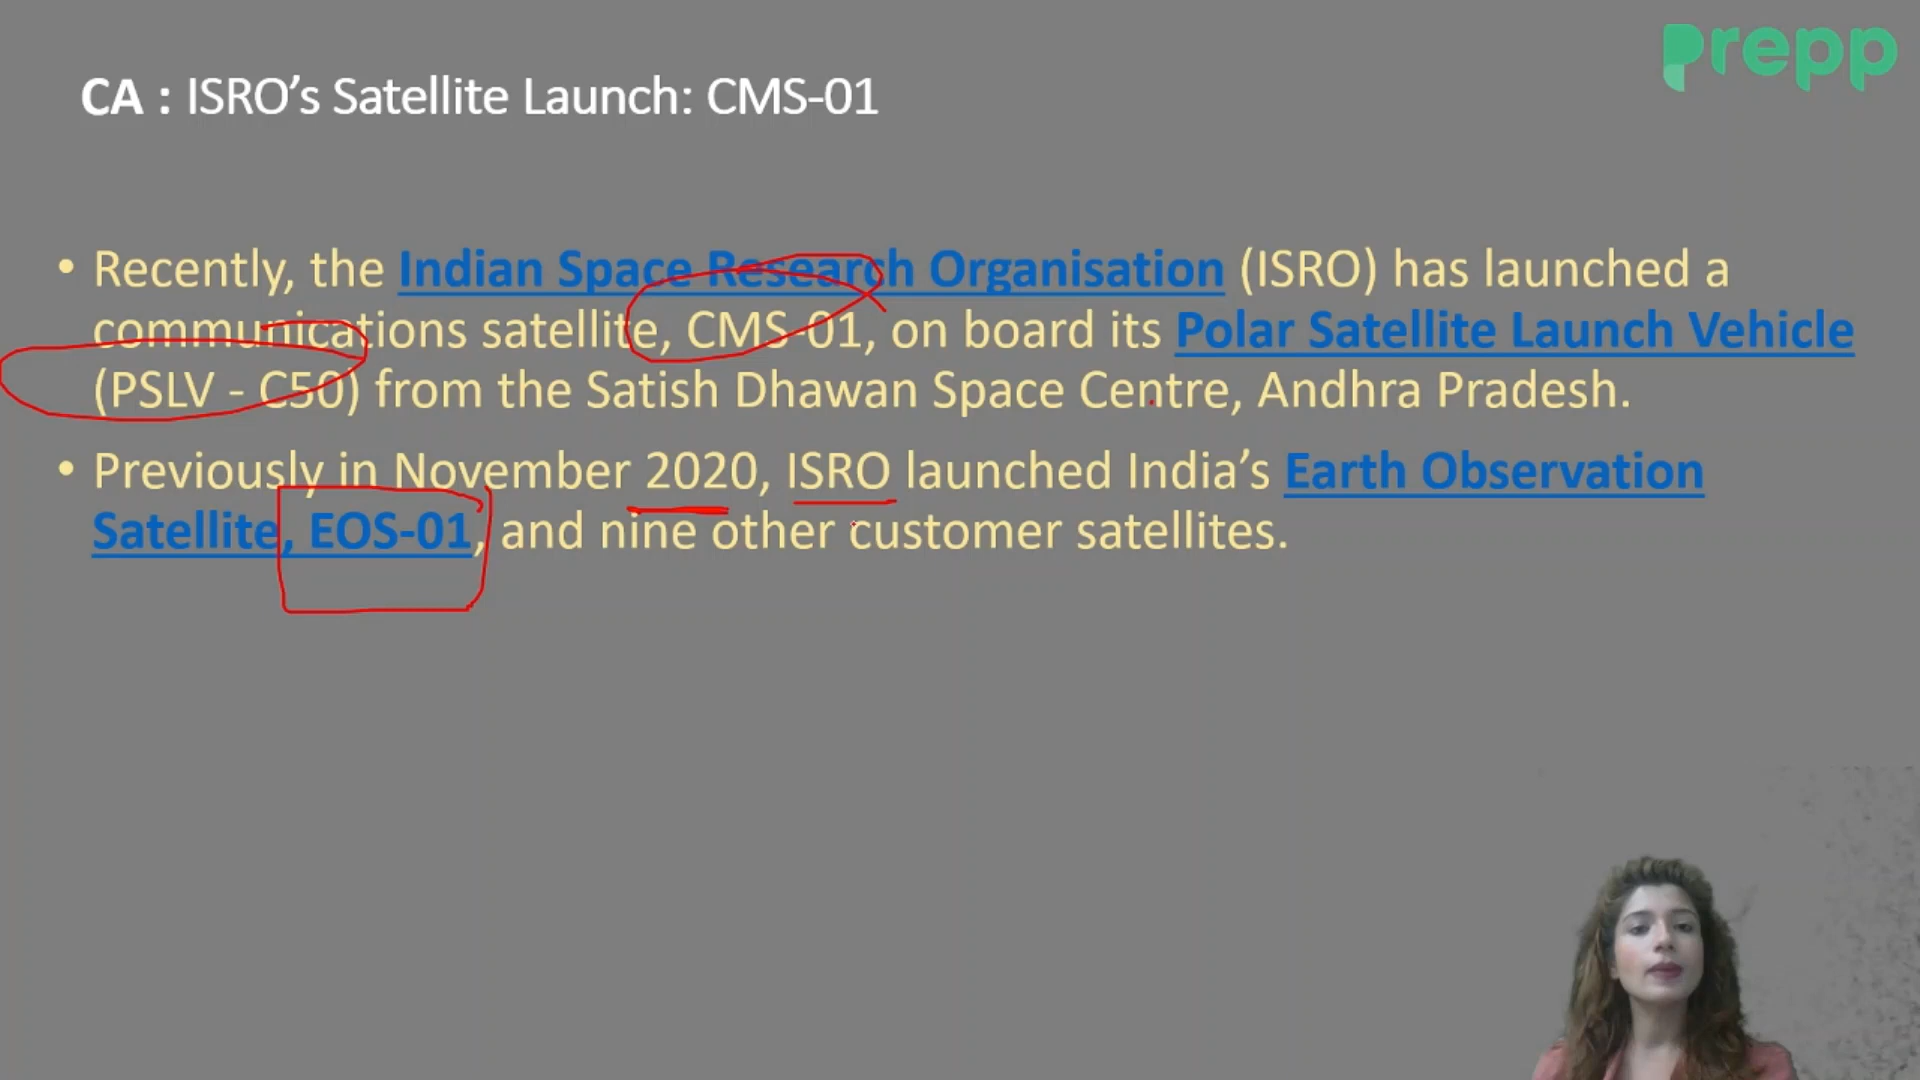 prepp
CA : ISRO’s Satellite Launch: CMS-01
• Recently, the Indian Space Research Organisation (ISRO) has launched a
communications satellite, CMS-01, on board its Polar Satellite Launch Vehicle
(PSLV - C50) from the Satish Dhawan Space Centre, Andhra Pradesh.
• Previously in November 2020, ISRO launched India’s Earth Observation
Satellite, EOS-01, and nine other customer satellites.